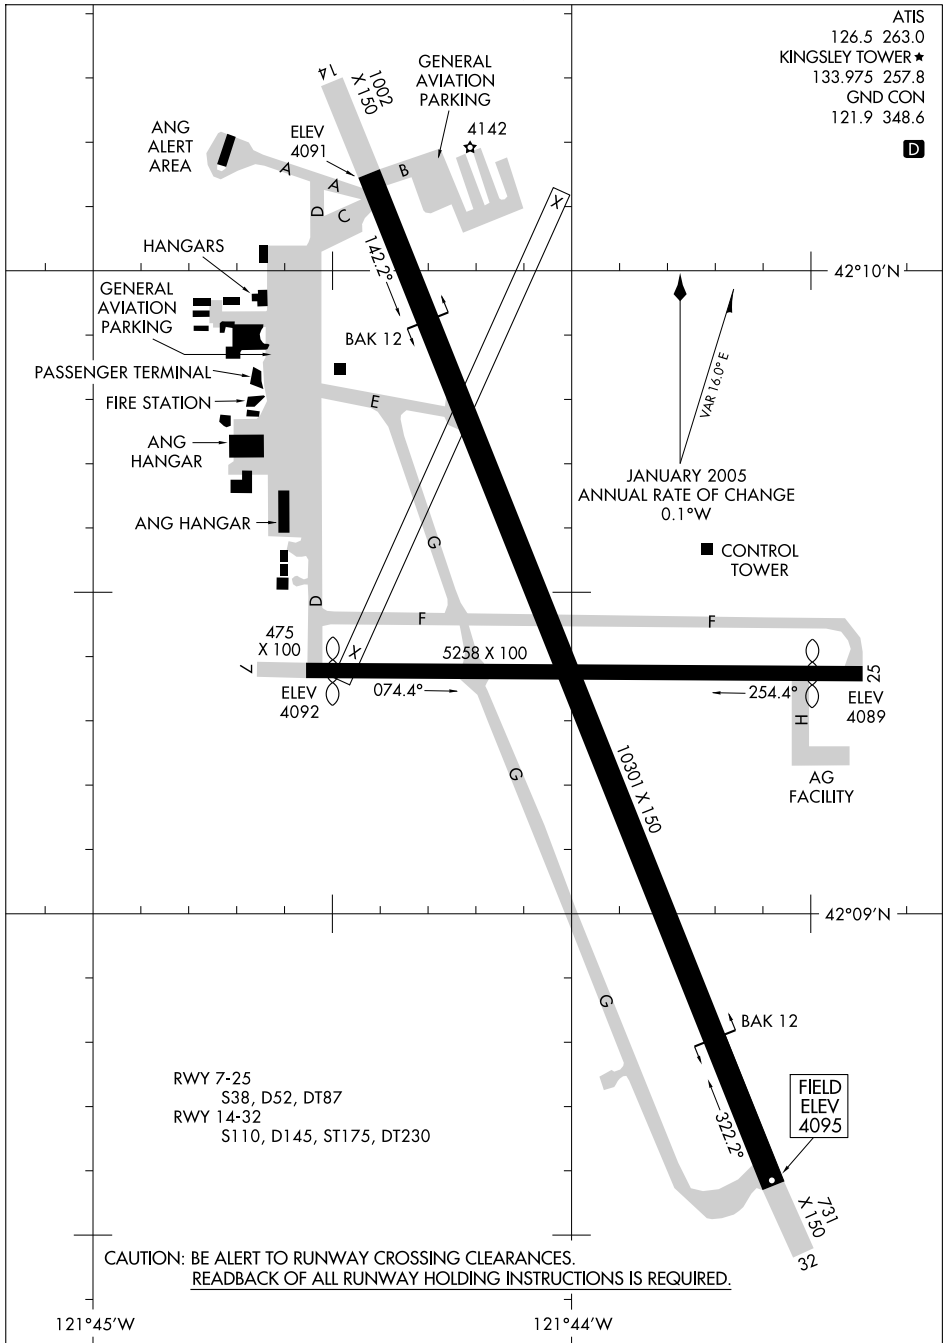 ATIS
126.5 263.0
KINGSLEY TOWER★
133.975 257.8
GND CON
121.9 348.6
D
14
1002
X 150
GENERAL
AVIATION
PARKING
4142
ANG
ALERT
AREA
ELEV
4091
A
A
B
D
C
X
142.2°
HANGARS
42°10'N
GENERAL
AVIATION
PARKING
BAK 12
PASSENGER TERMINAL
FIRE STATION
E
VAR 16.0° E
ANG
HANGAR
JANUARY 2005
ANNUAL RATE OF CHANGE
0.1°W
ANG HANGAR
G
CONTROL
TOWER
D
F
F
475
X 100
X
5258 X 100
7
25
ELEV
4092
074.4°
254.4°
ELEV
4089
H
G
10301 X 150
AG
FACILITY
42°09'N
G
BAK 12
RWY 7-25
S38, D52, DT87
RWY 14-32
S110, D145, ST175, DT230
FIELD
ELEV
4095
322.2°
731
X 150
32
CAUTION: BE ALERT TO RUNWAY CROSSING CLEARANCES.
READBACK OF ALL RUNWAY HOLDING INSTRUCTIONS IS REQUIRED.
121°45'W
121°44'W